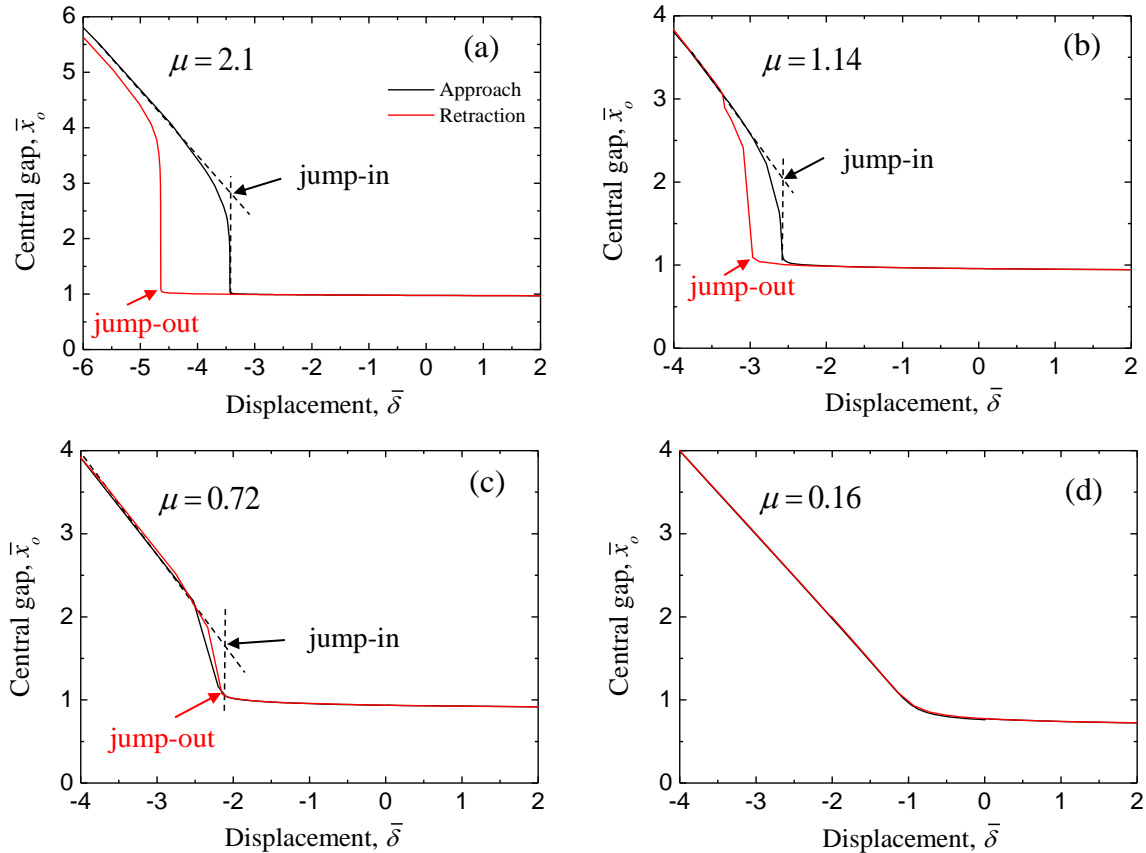 (a)
μ = 2.1
Approach
Retraction
jump-in
jump-out
Central gap, x̄ₒ
6
5
4
3
2
1
0
-6 -5 -4 -3 -2 -1 0 1 2
Displacement, δ̄
(b)
μ = 1.14
jump-in
jump-out
Central gap, x̄ₒ
4
3
2
1
0
-4 -3 -2 -1 0 1 2
Displacement, δ̄
(c)
μ = 0.72
jump-in
jump-out
Central gap, x̄ₒ
4
3
2
1
0
-4 -3 -2 -1 0 1 2
Displacement, δ̄
(d)
μ = 0.16
Central gap, x̄ₒ
4
3
2
1
0
-4 -3 -2 -1 0 1 2
Displacement, δ̄